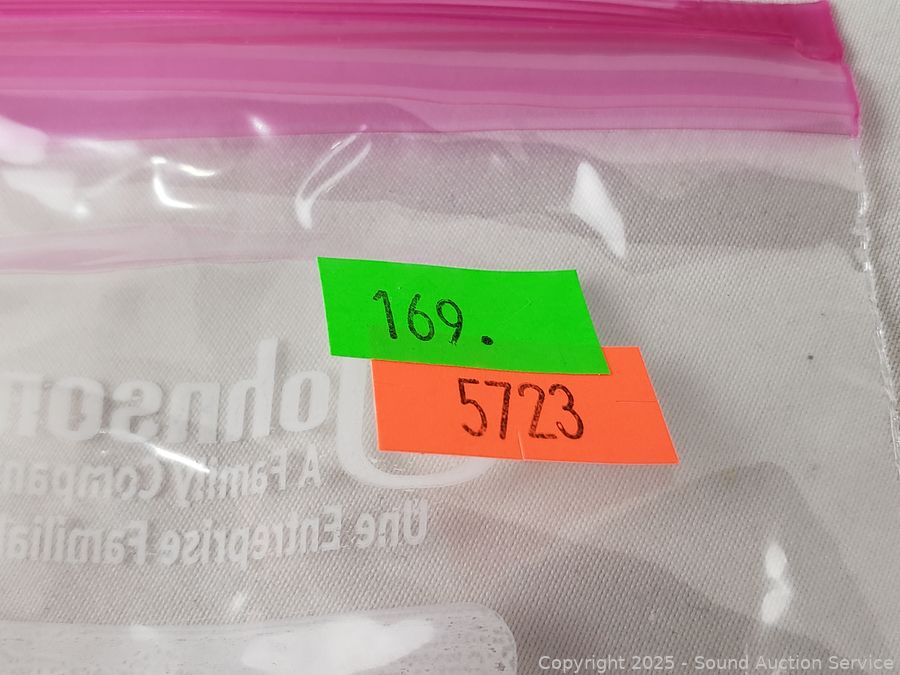 169.
5723
Johnson
A Family Compan
Une Entreprise Familial
Copyright 2025 - Sound Auction Service